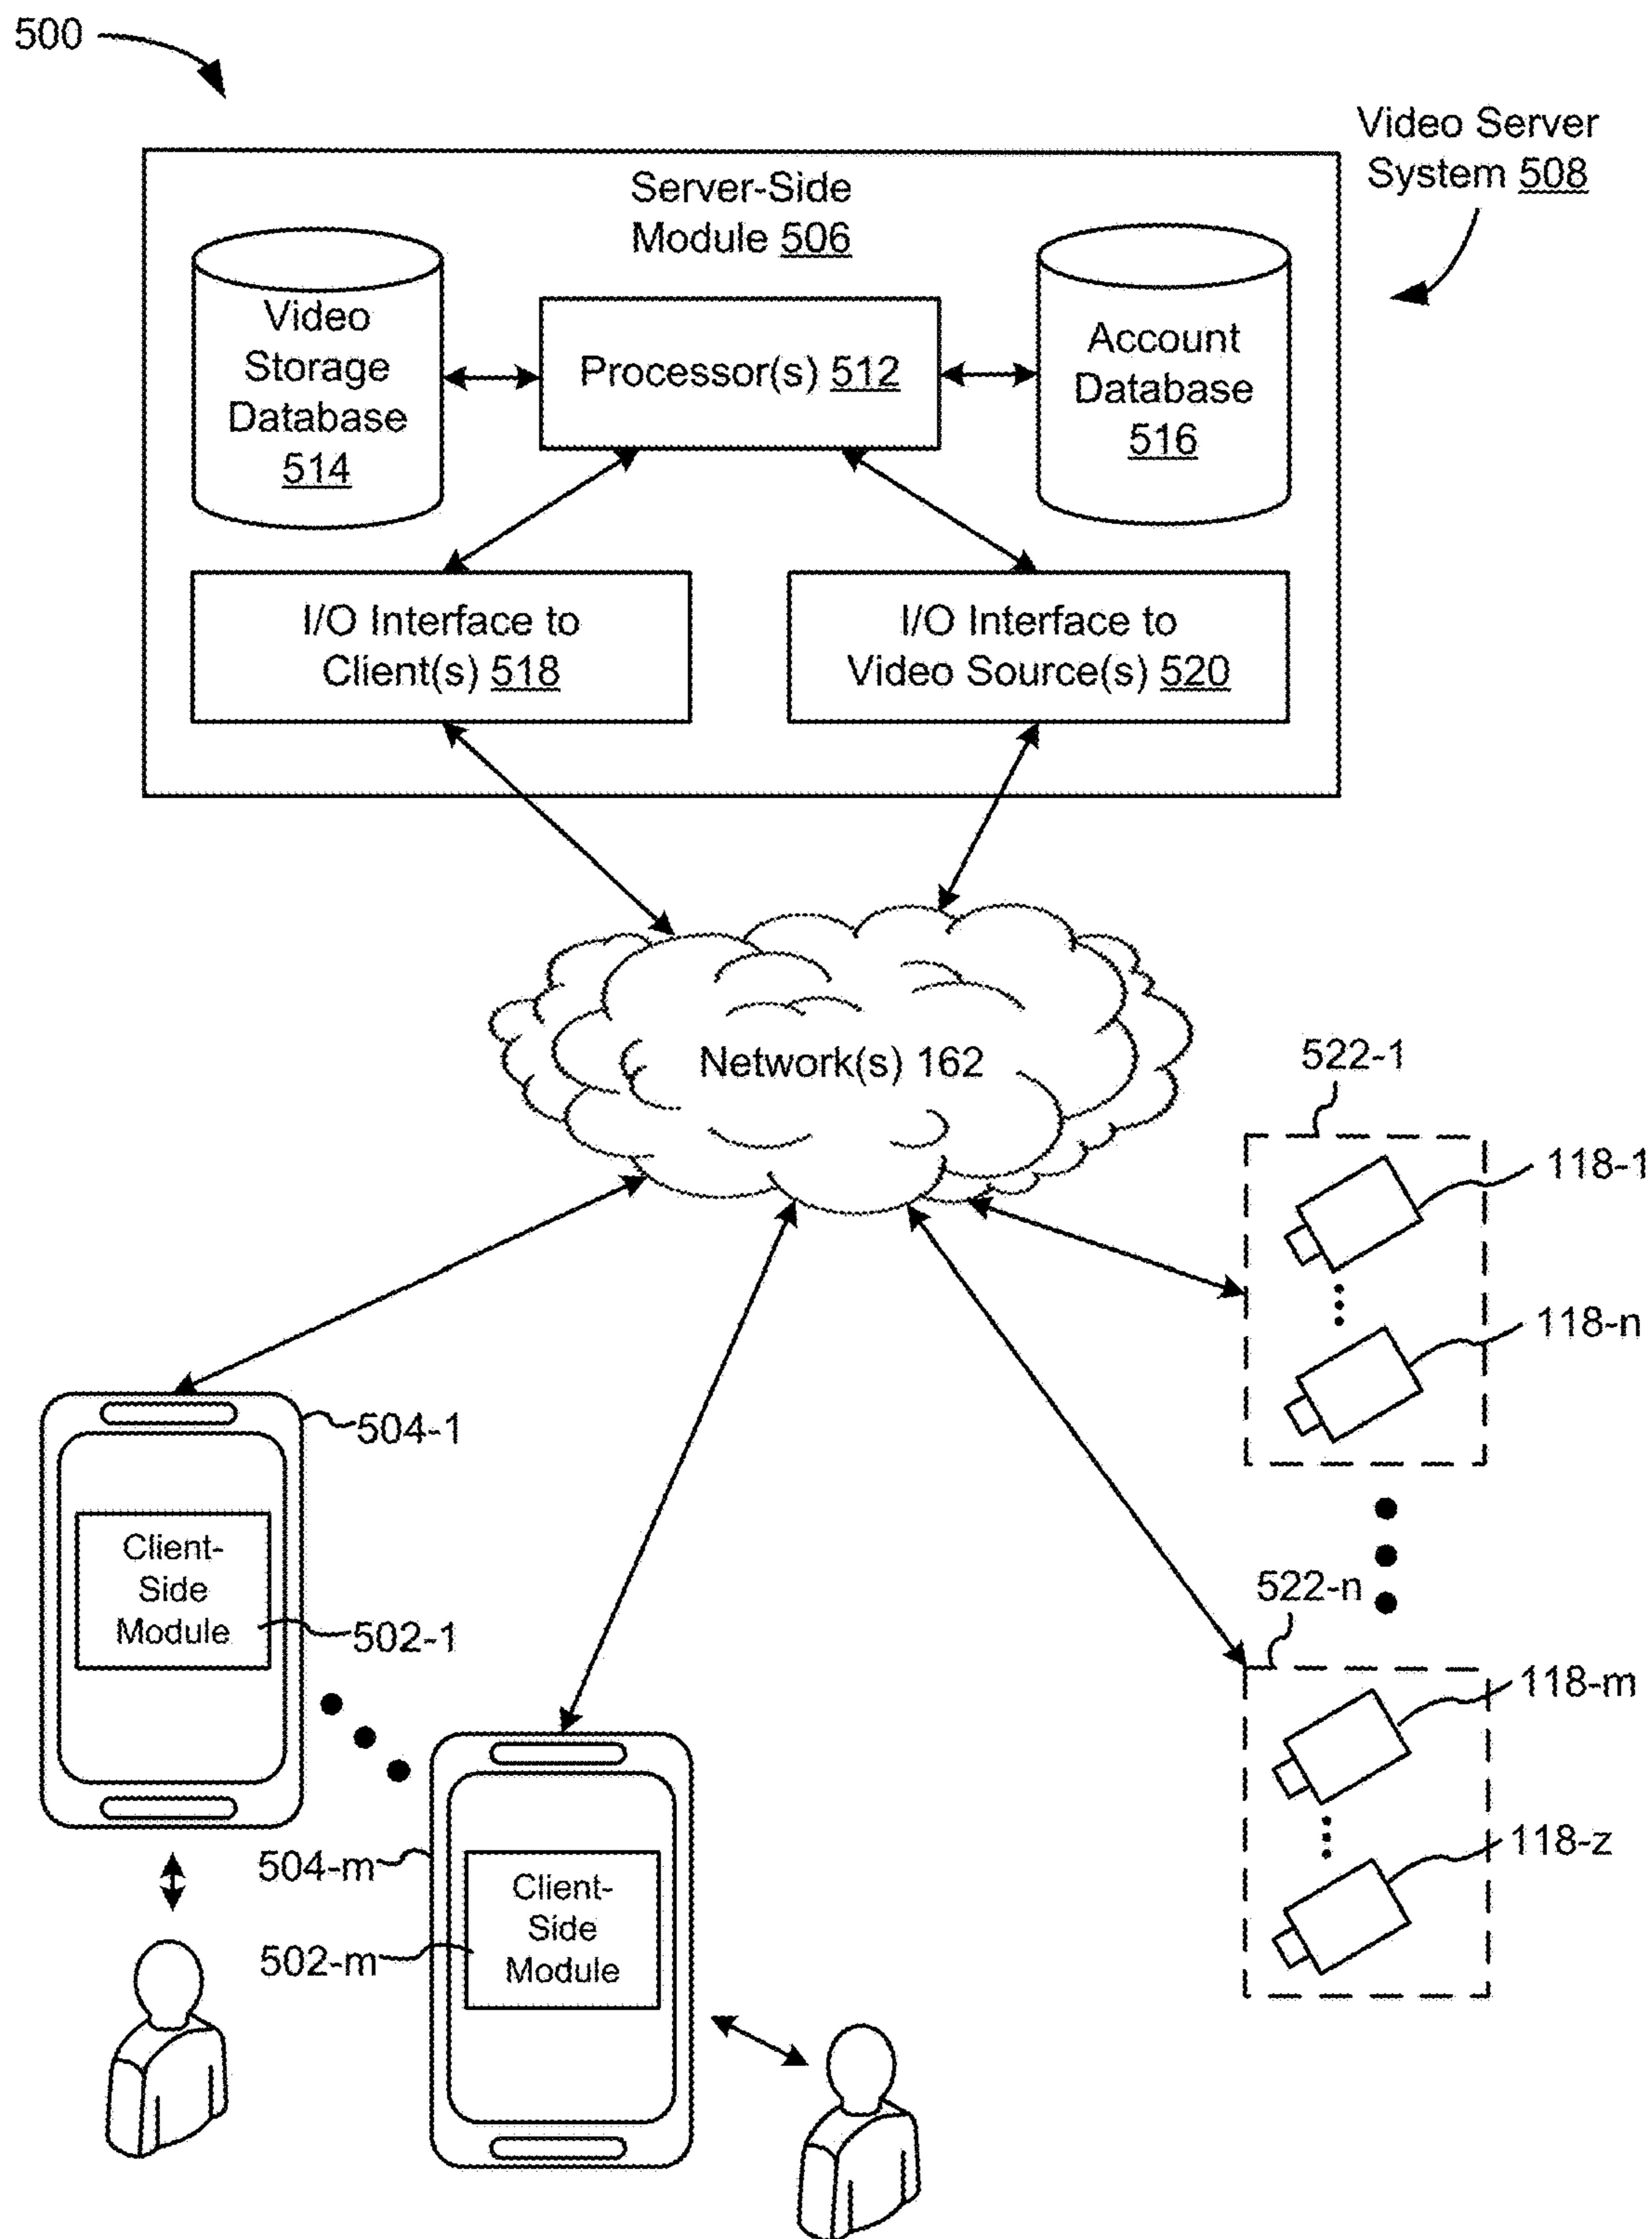 500
Video Server
System 508
Server-Side
Module 506
Video
Storage
Database
514
Processor(s) 512
Account
Database
516
I/O Interface to
Client(s) 518
I/O Interface to
Video Source(s) 520
Network(s) 162
522-1
118-1
118-n
504-1
Client-
Side
Module
502-1
522-n
118-m
118-z
504-m
Client-
Side
Module
502-m